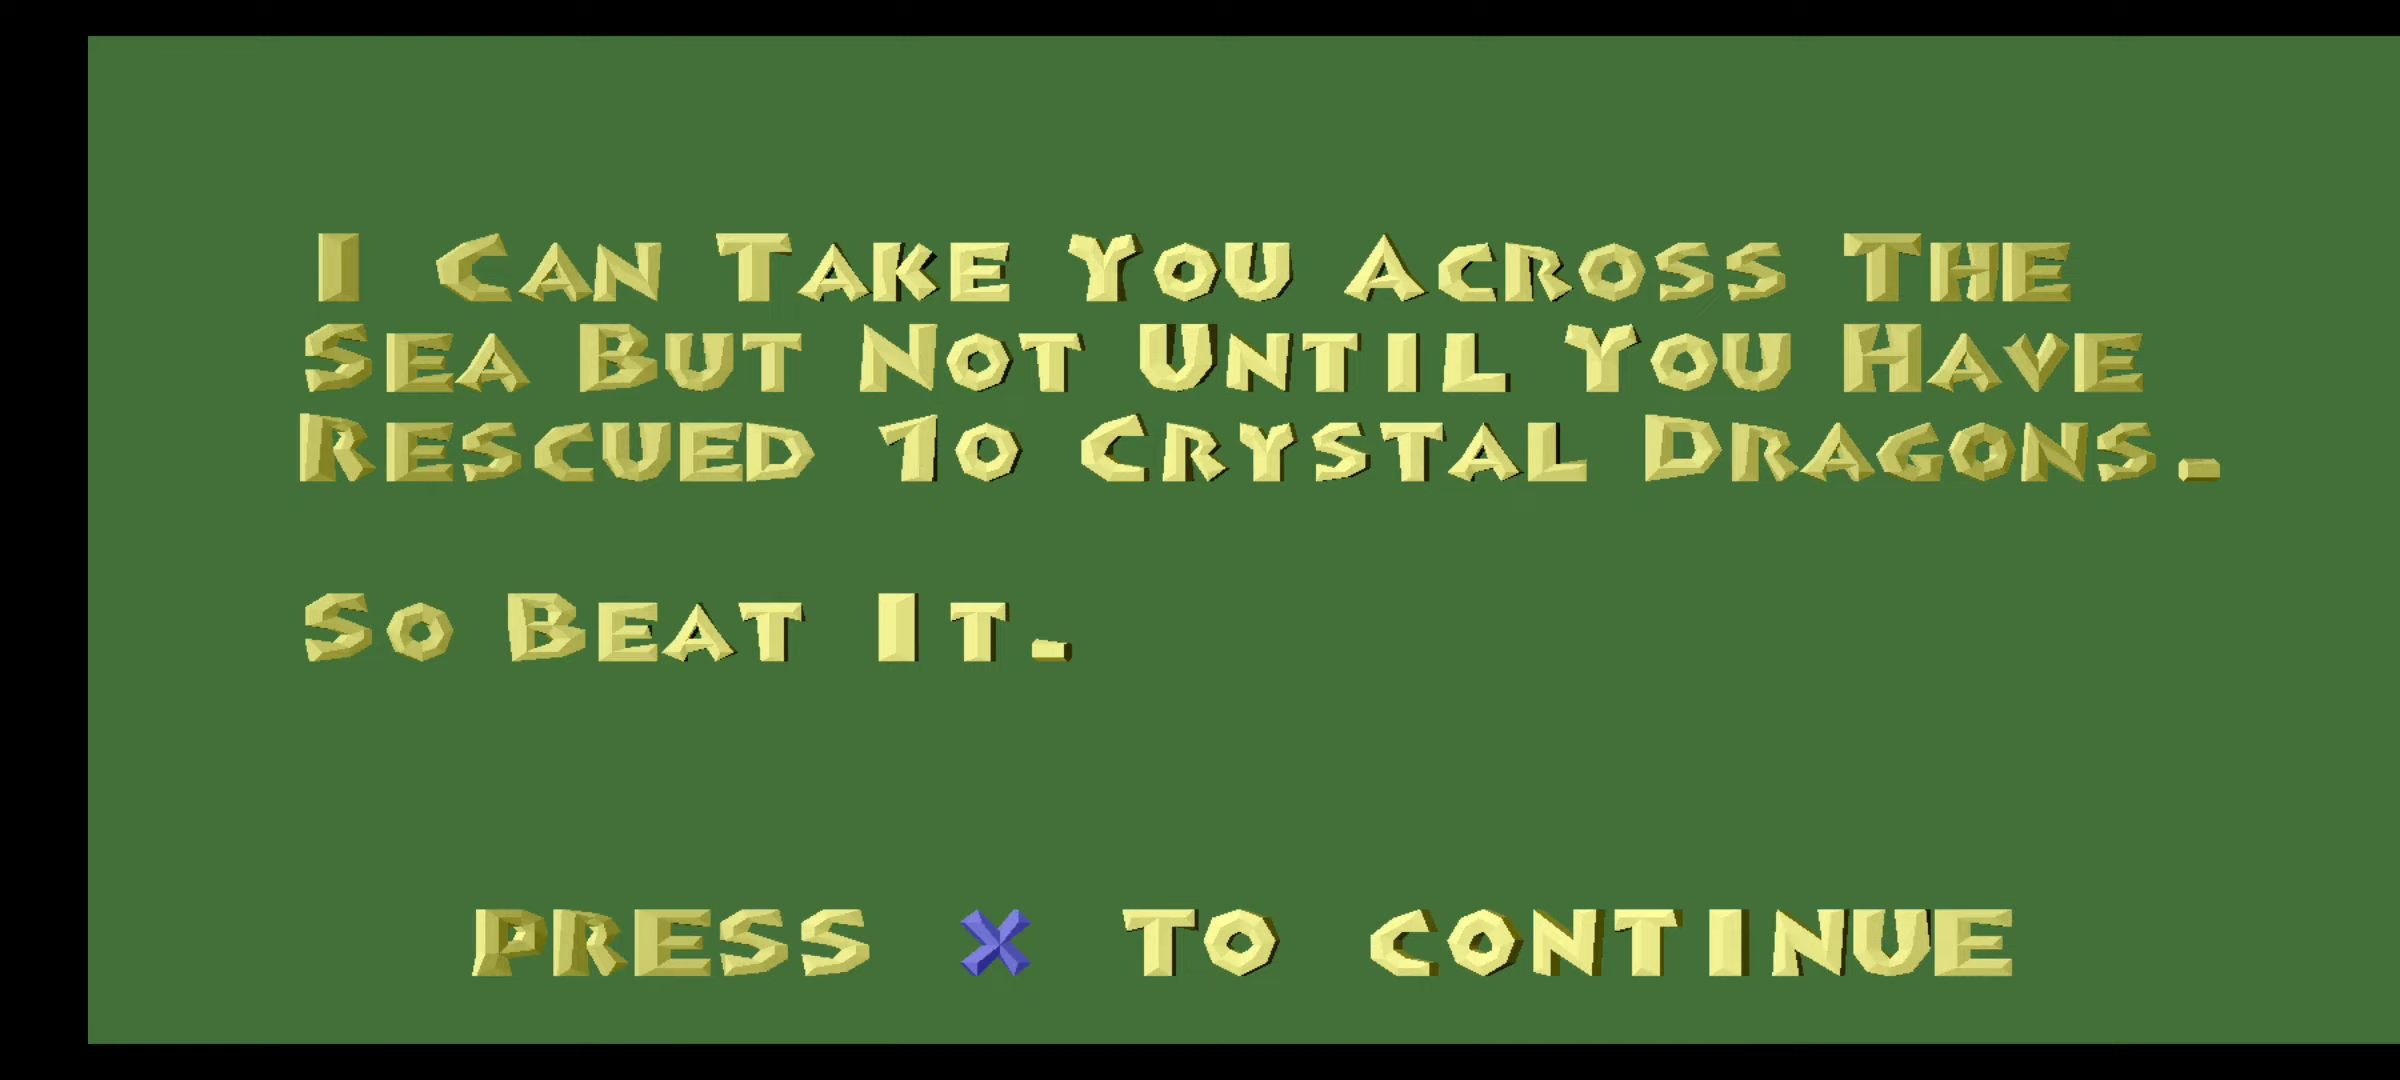 I Can Take You Across The
Sea But Not Until You Have
Rescued 10 Crystal Dragons.
So Beat It.
PRESS X TO CONTINUE